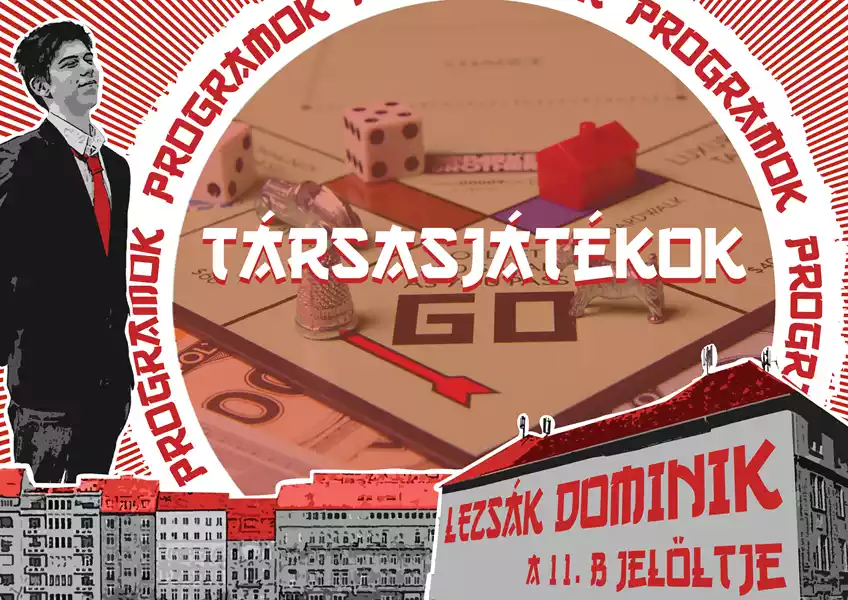 PROGRAMOK
PROGRAMOK
PROGRAMOK
PROGRAMOK
TÁRSASJÁTÉKOK
GO
LEZSÁK DOMINIK
A 11. B JELÖLTJE